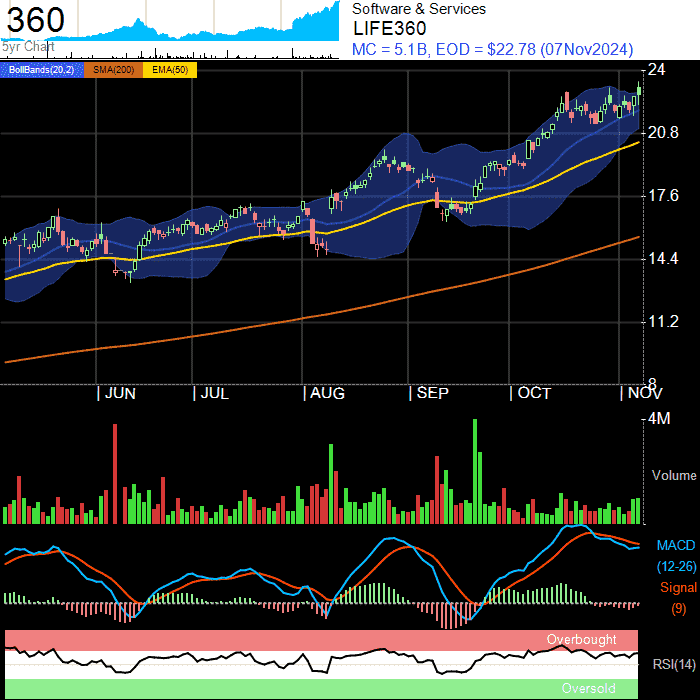 360
5yr Chart
Software & Services
LIFE360
MC = 5.1B, EOD = $22.78 (07Nov2024)
BollBands(20,2) SMA(200) EMA(50)
24
20.8
17.6
14.4
11.2
8
JUN JUL AUG SEP OCT NOV
4M
Volume
MACD
(12-26)
Signal
(9)
Overbought
RSI(14)
Oversold